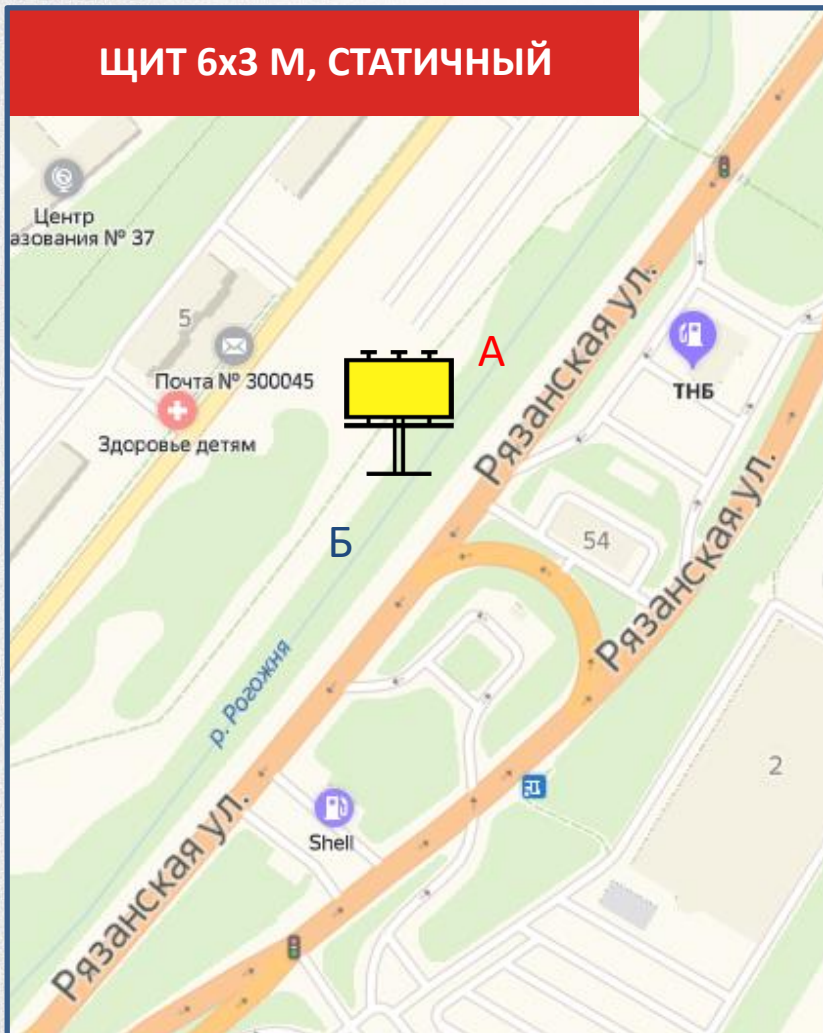 ЩИТ 6х3 М, СТАТИЧНЫЙ
Центр
азования № 37
5
Почта № 300045
Здоровье детям
А
Б
Рязанская ул.
ТНБ
54
Рязанская ул.
р. Рогожня
2
Shell
Рязанская ул.